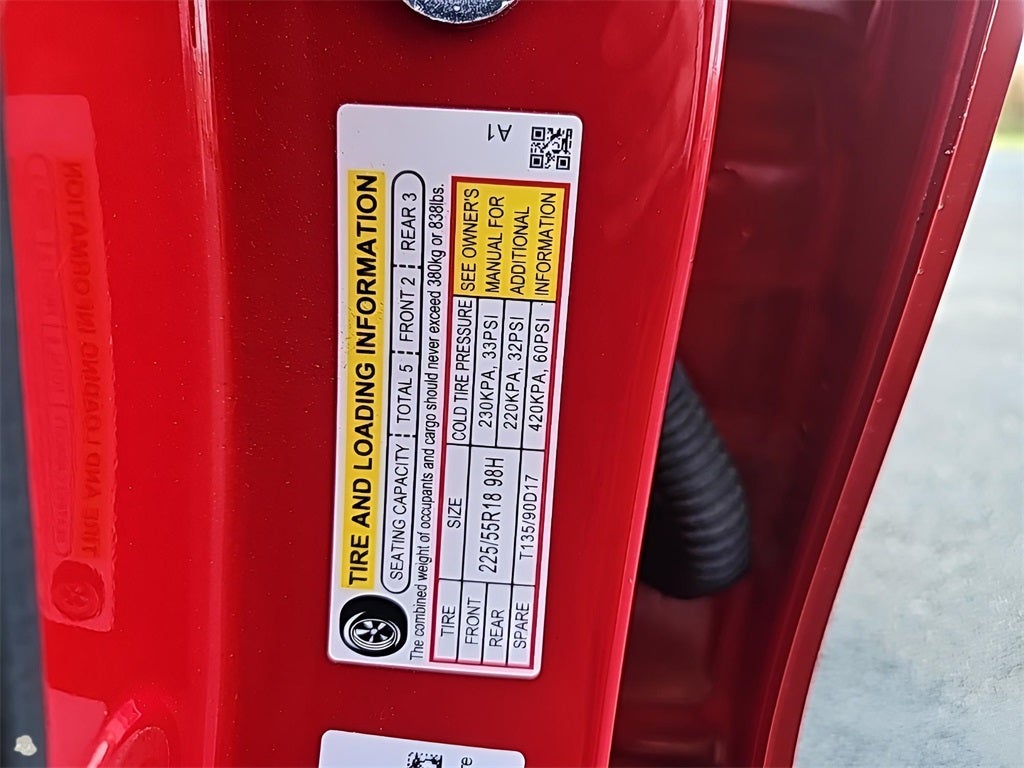 A1
TIRE AND LOADING INFORMATION
SEATING CAPACITY TOTAL 5 FRONT 2 REAR 3
The combined weight of occupants and cargo should never exceed 380kg or 838lbs.
TIRE SIZE COLD TIRE PRESSURE
FRONT 225/55R18 98H 230KPA, 33PSI
REAR 220KPA, 32PSI
SPARE T135/90D17 420KPA, 60PSI
SEE OWNER'S
MANUAL FOR
ADDITIONAL
INFORMATION